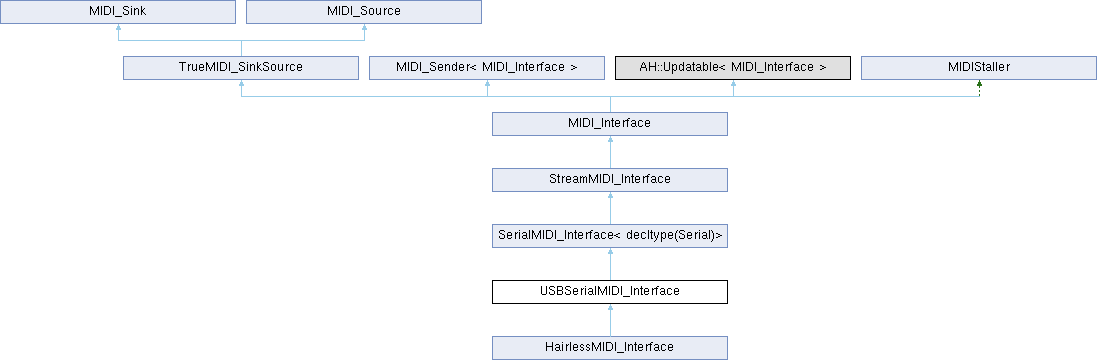 MIDI_Sink
MIDI_Source
TrueMIDI_SinkSource
MIDI_Sender< MIDI_Interface >
AH::Updatable< MIDI_Interface >
MIDIStaller
MIDI_Interface
StreamMIDI_Interface
SerialMIDI_Interface< decltype(Serial)>
USBSerialMIDI_Interface
HairlessMIDI_Interface